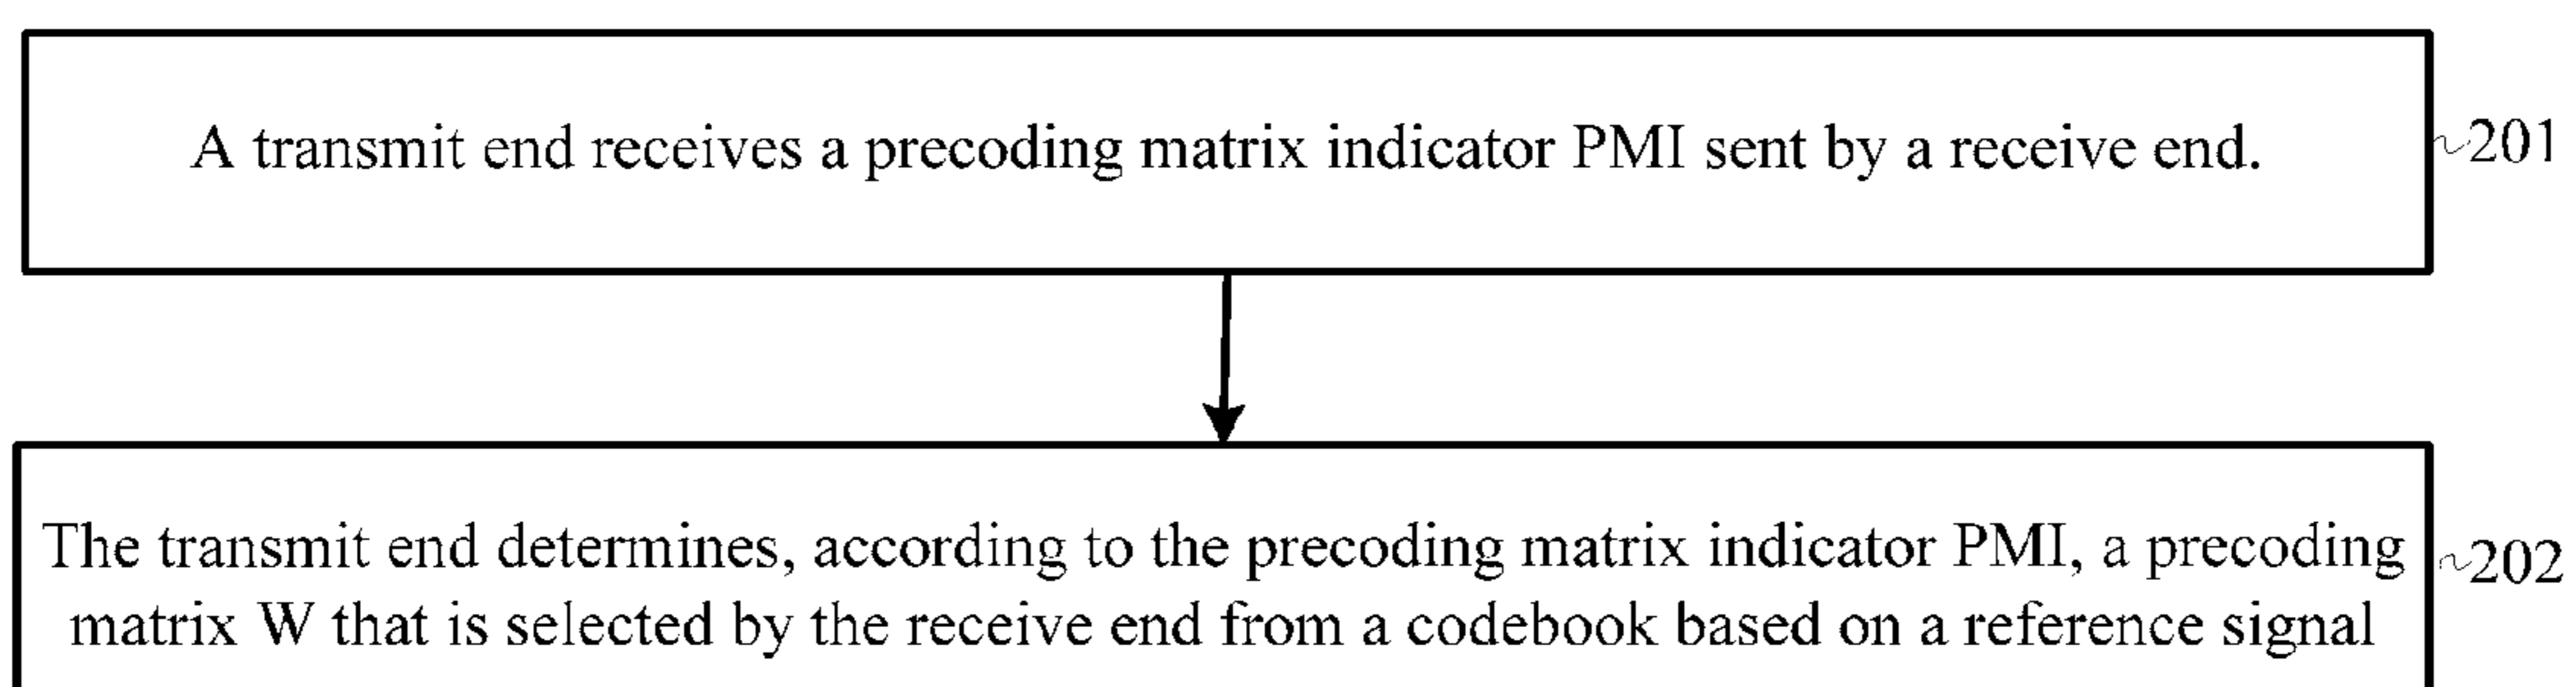 A transmit end receives a precoding matrix indicator PMI sent by a receive end.
201
The transmit end determines, according to the precoding matrix indicator PMI, a precoding
matrix W that is selected by the receive end from a codebook based on a reference signal
202